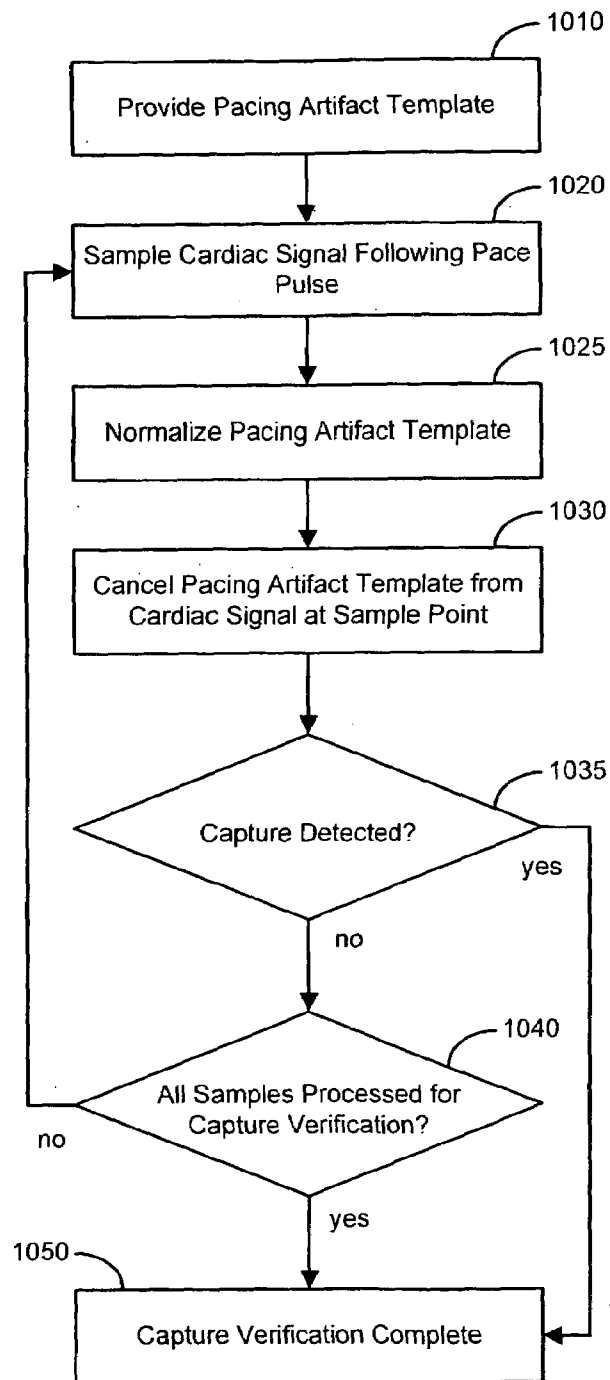 1010
Provide Pacing Artifact Template
1020
Sample Cardiac Signal Following Pace
Pulse
1025
Normalize Pacing Artifact Template
1030
Cancel Pacing Artifact Template from
Cardiac Signal at Sample Point
1035
Capture Detected?
yes
no
1040
All Samples Processed for
Capture Verification?
no
yes
1050
Capture Verification Complete